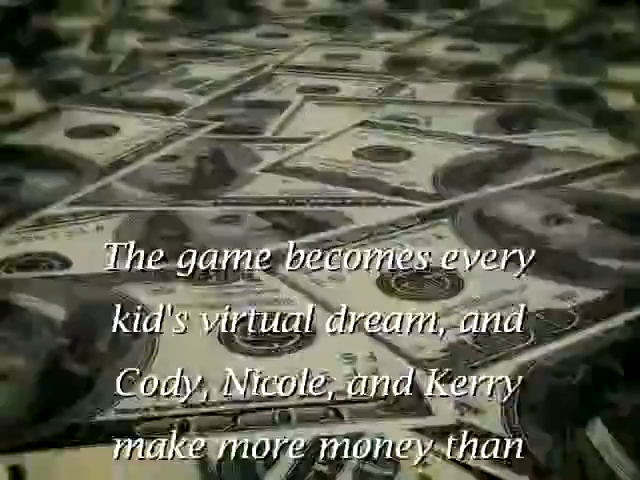 The game becomes every
kid's virtual dream, and
Cody, Nicole, and Kerry
make more money than